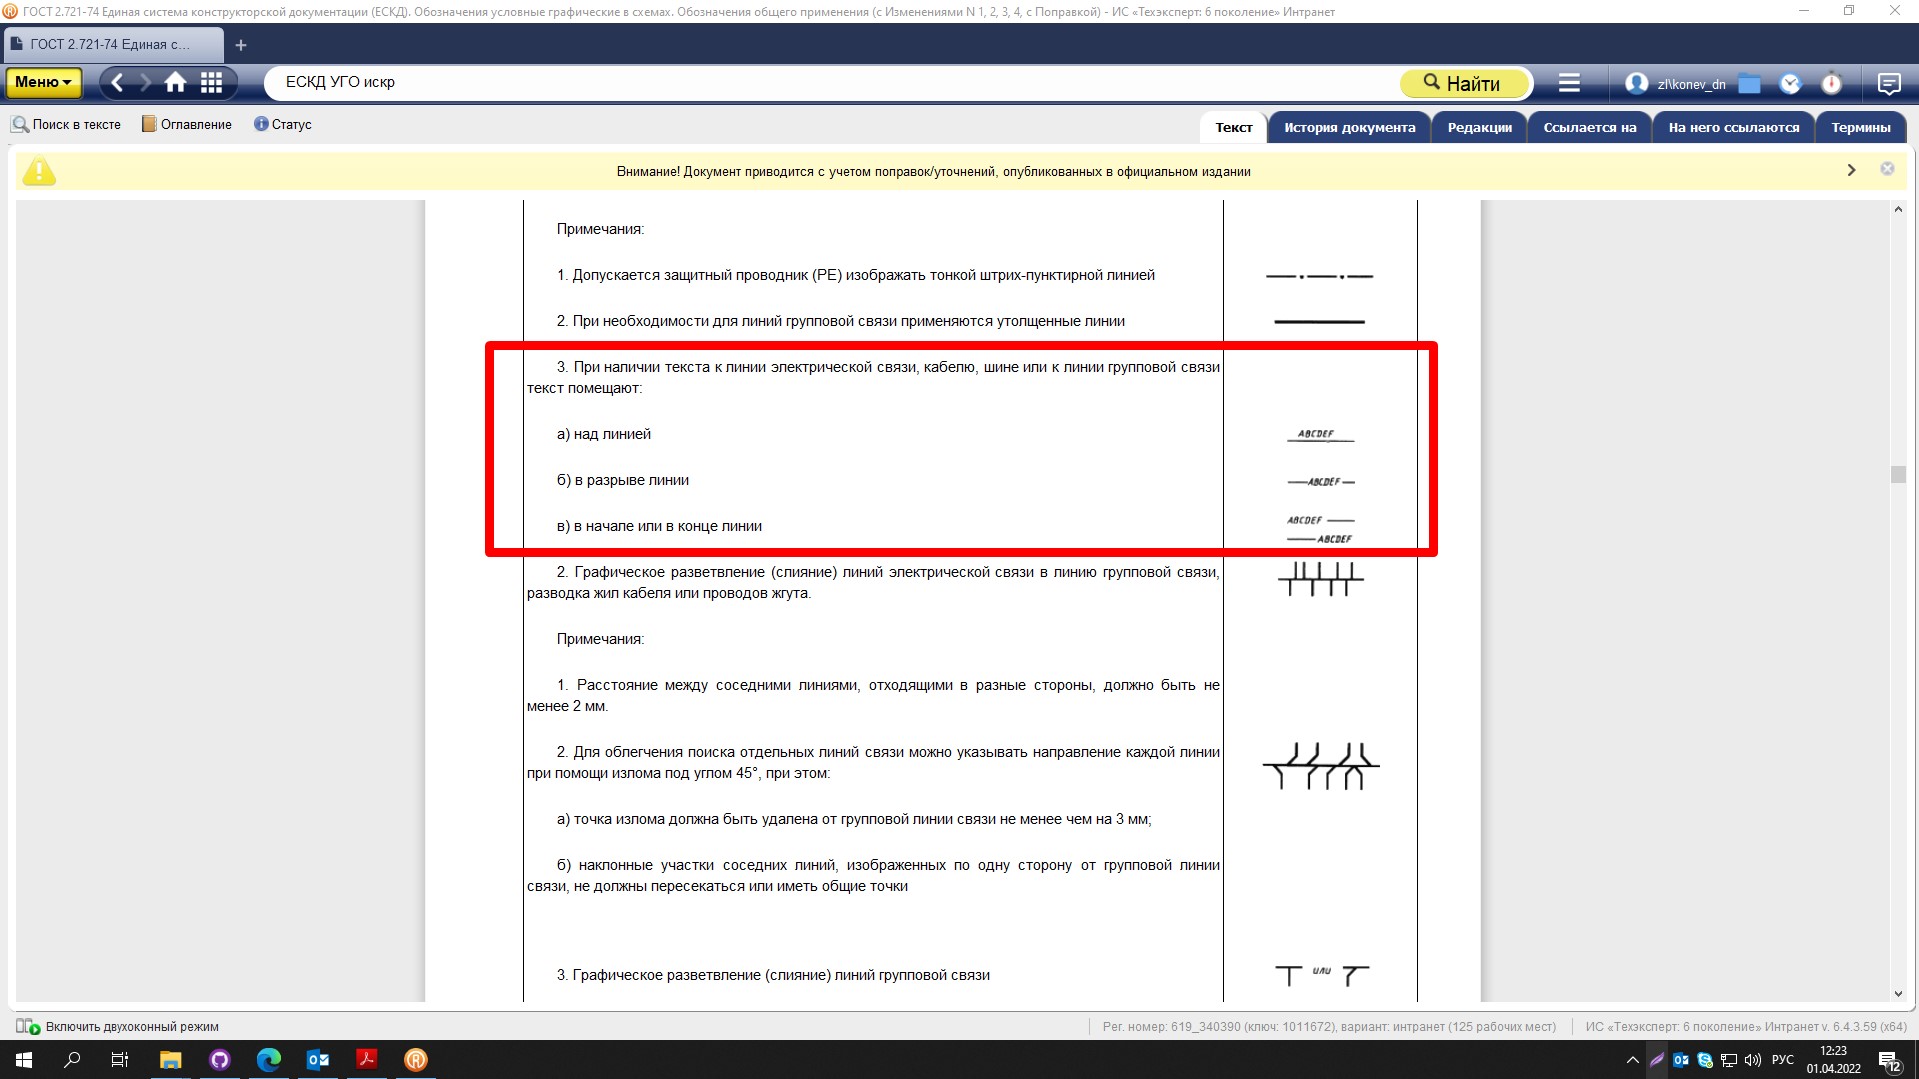 ГОСТ 2.721-74 Единая система конструкторской документации (ЕСКД). Обозначения условные графические в схемах. Обозначения общего применения (с Изменениями N 1, 2, 3, 4, с Поправкой) - ИС «Техэксперт: 6 поколение» Интранет
ГОСТ 2.721-74 Единая с...
Меню
ЕСКД УГО искр
Найти
zl\konev_dn
Поиск в тексте
Оглавление
Статус
Текст
История документа
Редакции
Ссылается на
На него ссылаются
Термины
Внимание! Документ приводится с учетом поправок/уточнений, опубликованных в официальном издании
Примечания:
1. Допускается защитный проводник (PE) изображать тонкой штрих-пунктирной линией
2. При необходимости для линий групповой связи применяются утолщенные линии
3. При наличии текста к линии электрической связи, кабелю, шине или к линии групповой связи
текст помещают:
а) над линией
ABCDEF
б) в разрыве линии
ABCDEF
в) в начале или в конце линии
ABCDEF
ABCDEF
2. Графическое разветвление (слияние) линий электрической связи в линию групповой связи,
разводка жил кабеля или проводов жгута.
Примечания:
1. Расстояние между соседними линиями, отходящими в разные стороны, должно быть не
менее 2 мм.
2. Для облегчения поиска отдельных линий связи можно указывать направление каждой линии
при помощи излома под углом 45°, при этом:
а) точка излома должна быть удалена от групповой линии связи не менее чем на 3 мм;
б) наклонные участки соседних линий, изображенных по одну сторону от групповой линии
связи, не должны пересекаться или иметь общие точки
3. Графическое разветвление (слияние) линий групповой связи
или
Включить двухоконный режим
Рег. номер: 619_340390 (ключ: 1011672), вариант: интранет (125 рабочих мест)
ИС «Техэксперт: 6 поколение» Интранет v. 6.4.3.59 (x64)
РУС
12:23
01.04.2022
12